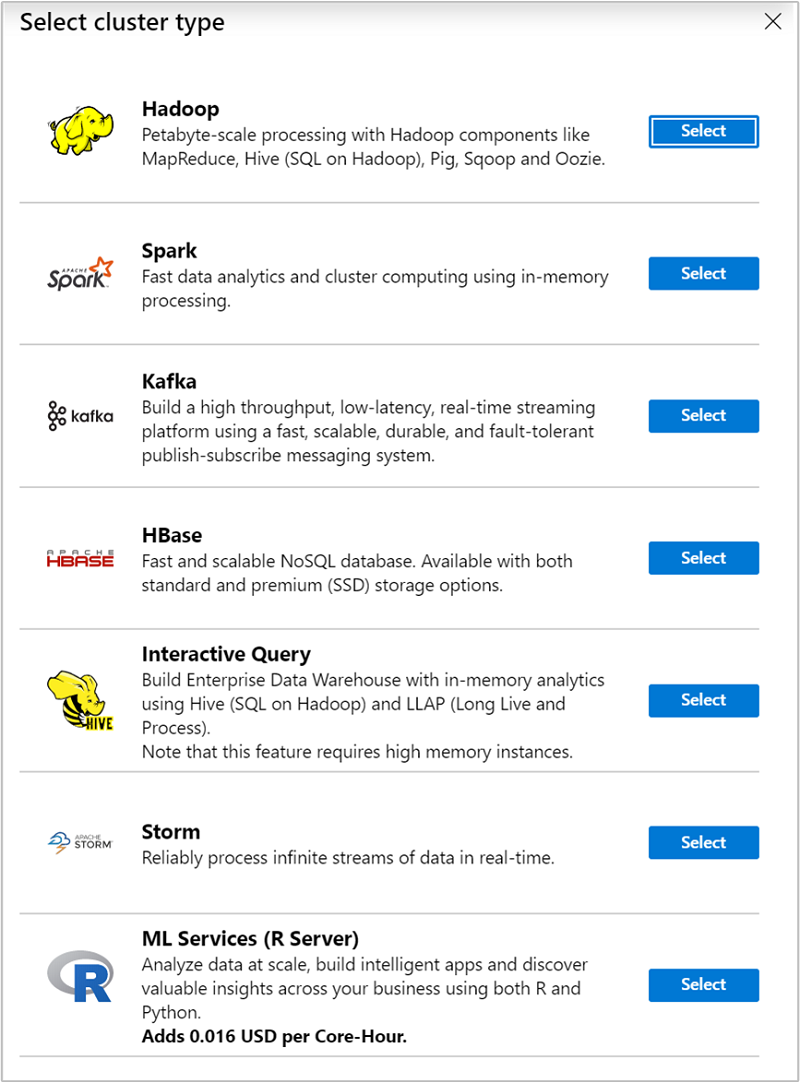 Select cluster type
Hadoop
Petabyte-scale processing with Hadoop components like
MapReduce, Hive (SQL on Hadoop), Pig, Sqoop and Oozie.
Select
APACHE
Spark
Spark
Fast data analytics and cluster computing using in-memory
processing.
Select
kafka
Kafka
Build a high throughput, low-latency, real-time streaming
platform using a fast, scalable, durable, and fault-tolerant
publish-subscribe messaging system.
Select
APACHE
HBASE
HBase
Fast and scalable NoSQL database. Available with both
standard and premium (SSD) storage options.
Select
HIVE
Interactive Query
Build Enterprise Data Warehouse with in-memory analytics
using Hive (SQL on Hadoop) and LLAP (Long Live and
Process).
Note that this feature requires high memory instances.
Select
APACHE
STORM
Storm
Reliably process infinite streams of data in real-time.
Select
R
ML Services (R Server)
Analyze data at scale, build intelligent apps and discover
valuable insights across your business using both R and
Python.
Adds 0.016 USD per Core-Hour.
Select